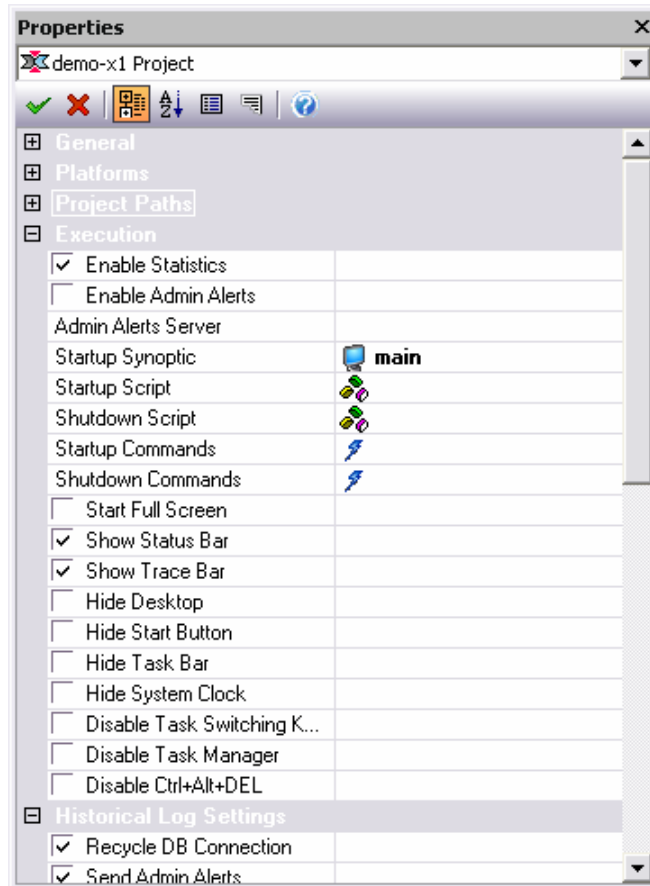 Properties
demo-x1 Project
General
Platforms
Project Paths
Execution
Enable Statistics
Enable Admin Alerts
Admin Alerts Server
Startup Synoptic main
Startup Script
Shutdown Script
Startup Commands
Shutdown Commands
Start Full Screen
Show Status Bar
Show Trace Bar
Hide Desktop
Hide Start Button
Hide Task Bar
Hide System Clock
Disable Task Switching K...
Disable Task Manager
Disable Ctrl+Alt+DEL
Historical Log Settings
Recycle DB Connection
Send Admin Alerts